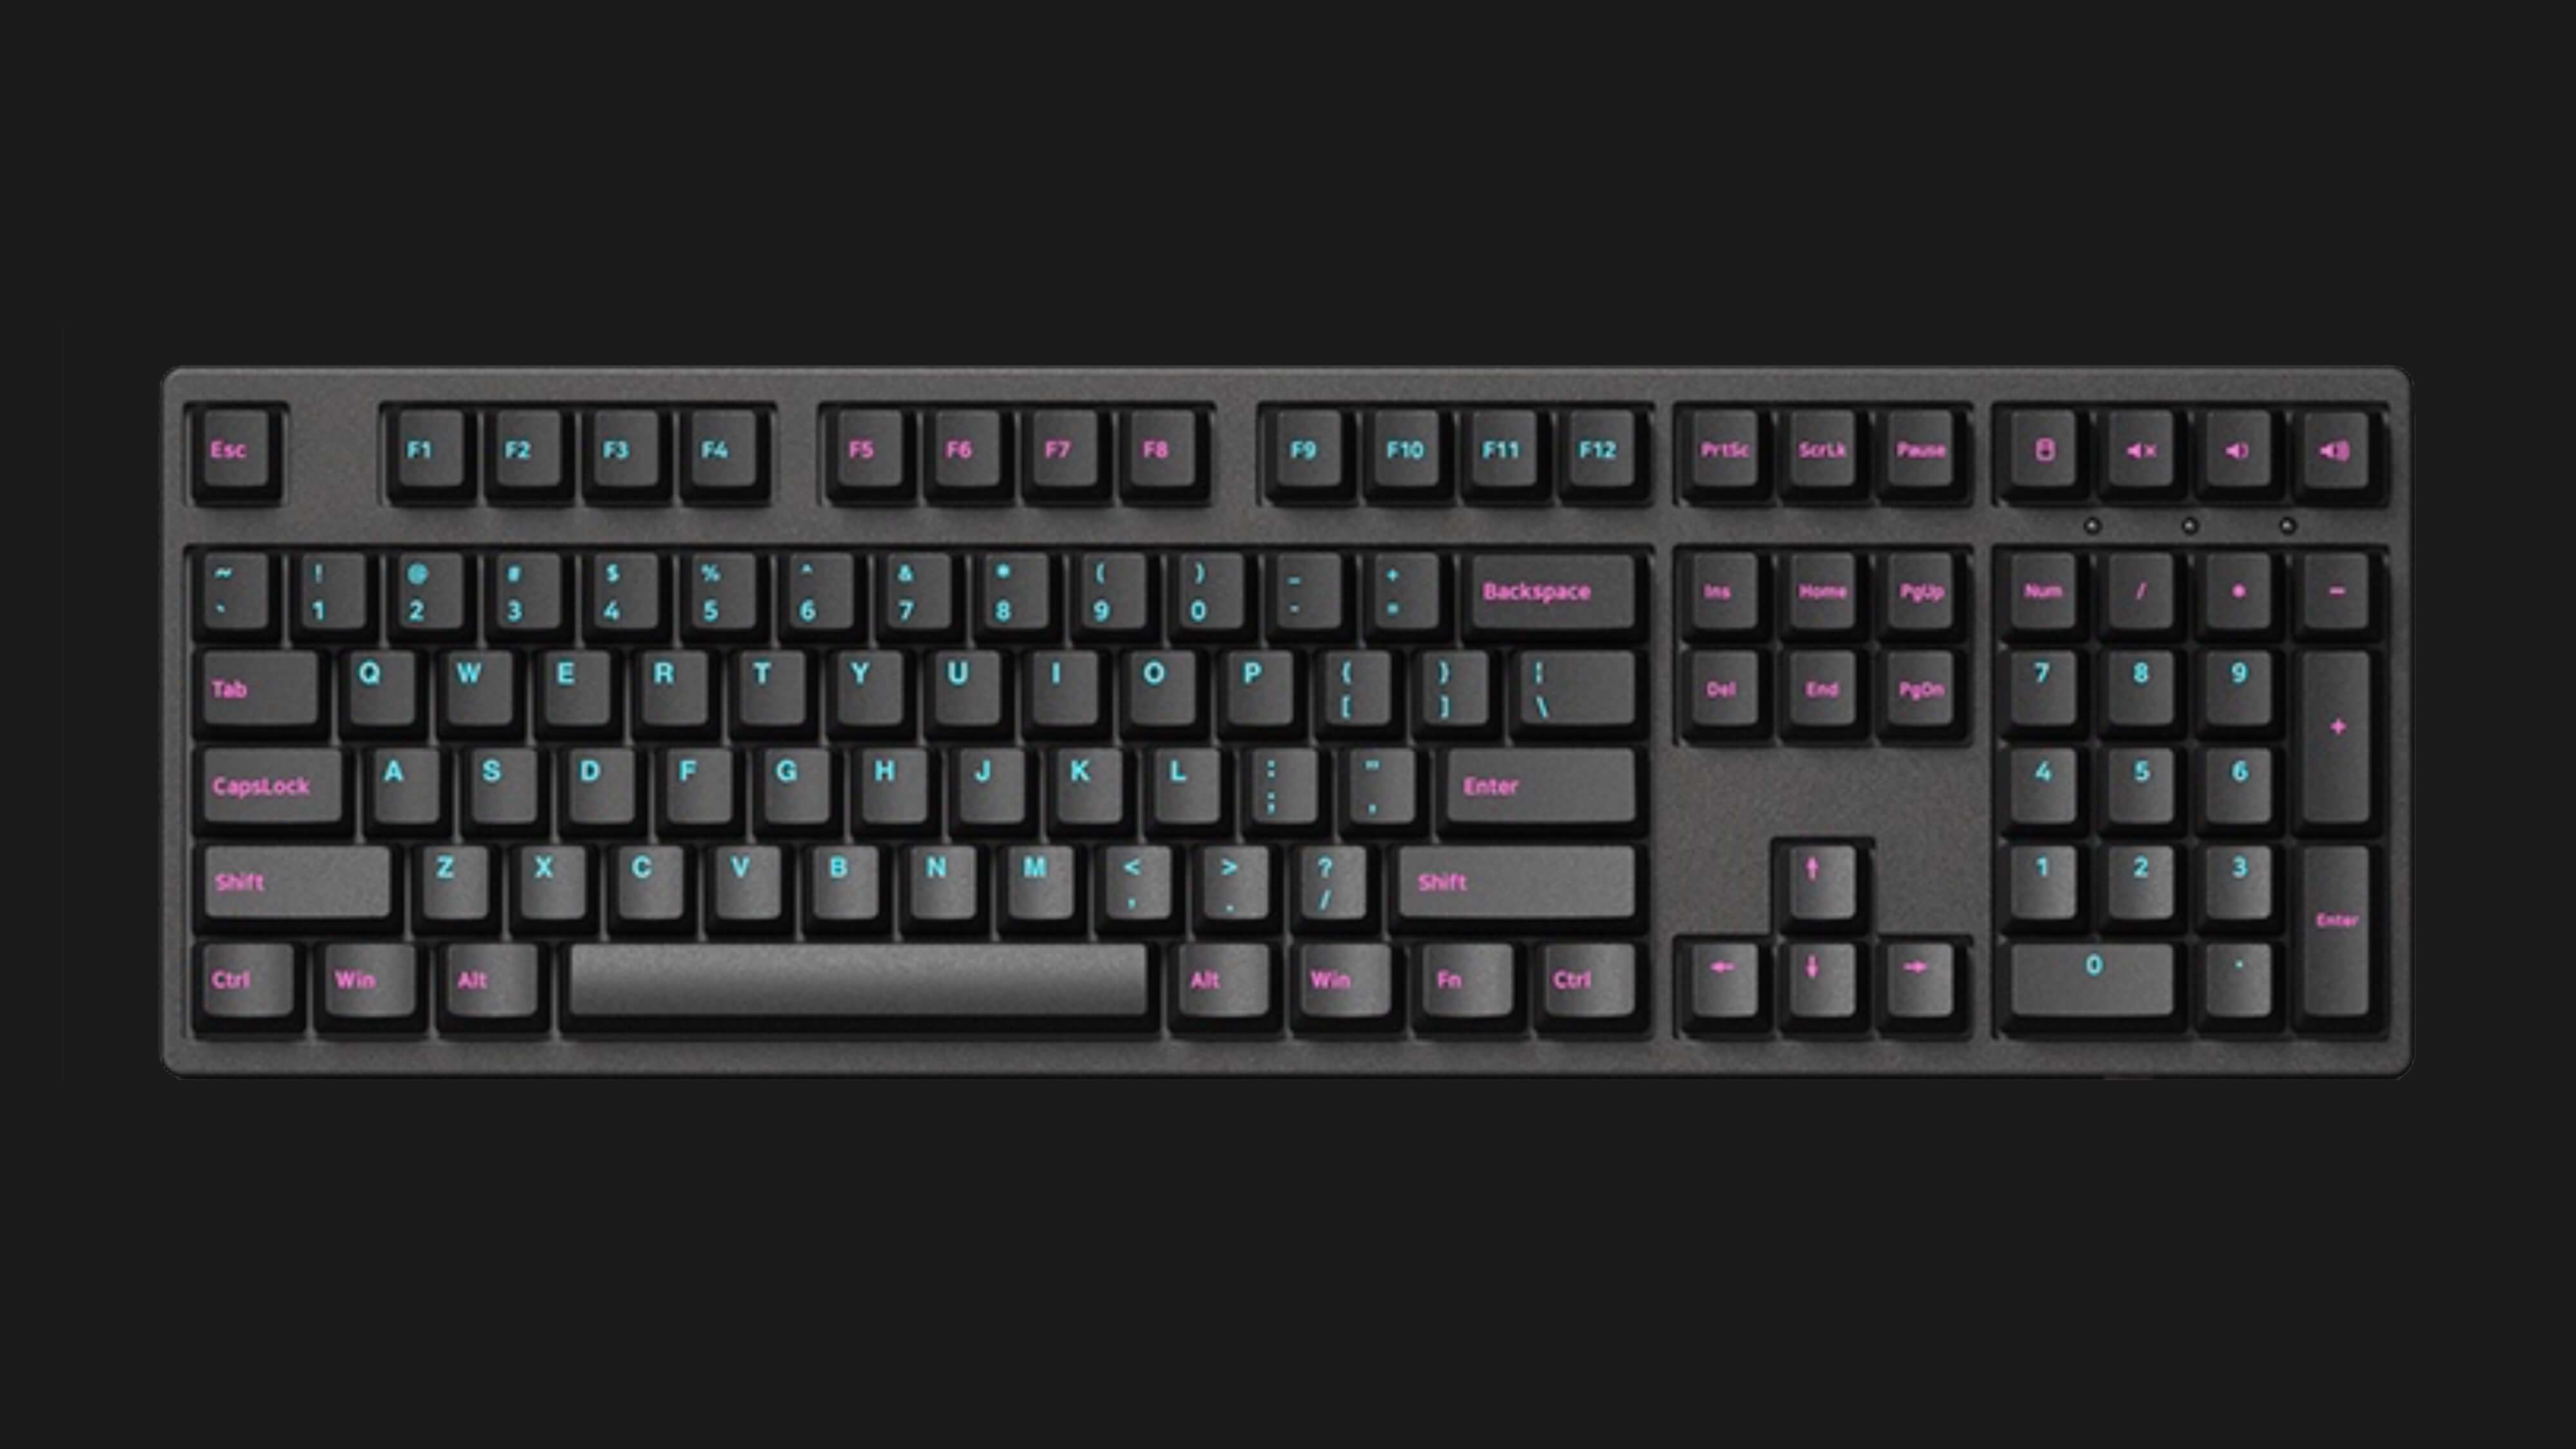 Esc F1 F2 F3 F4 F5 F6 F7 F8 F9 F10 F11 F12 PrtSc ScrLk Pause
~ ! @ # $ % ^ & * ( ) _ +
` 1 2 3 4 5 6 7 8 9 0 - = Backspace Ins Home PgUp Num / * −
Tab Q W E R T Y U I O P { } |
[ ] \ Del End PgDn 7 8 9 +
CapsLock A S D F G H J K L : " Enter 4 5 6
; ,
Shift Z X C V B N M < > ? Shift ↑ 1 2 3 Enter
, . /
Ctrl Win Alt Alt Win Fn Ctrl ← ↓ → 0 .